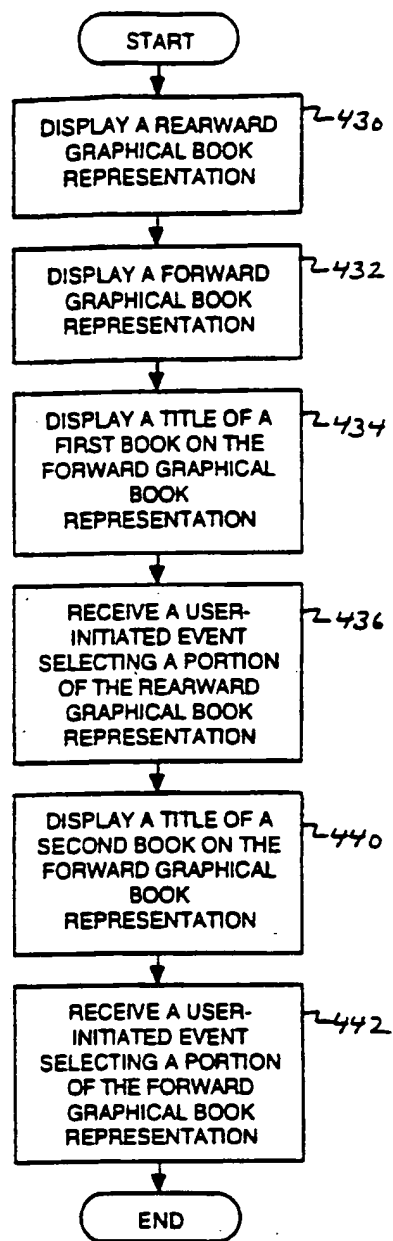 START
DISPLAY A REARWARD
GRAPHICAL BOOK
REPRESENTATION
430
DISPLAY A FORWARD
GRAPHICAL BOOK
REPRESENTATION
432
DISPLAY A TITLE OF A
FIRST BOOK ON THE
FORWARD GRAPHICAL
BOOK
REPRESENTATION
434
RECEIVE A USER-
INITIATED EVENT
SELECTING A PORTION
OF THE REARWARD
GRAPHICAL BOOK
REPRESENTATION
436
DISPLAY A TITLE OF A
SECOND BOOK ON THE
FORWARD GRAPHICAL
BOOK
REPRESENTATION
440
RECEIVE A USER-
INITIATED EVENT
SELECTING A PORTION
OF THE FORWARD
GRAPHICAL BOOK
REPRESENTATION
442
END